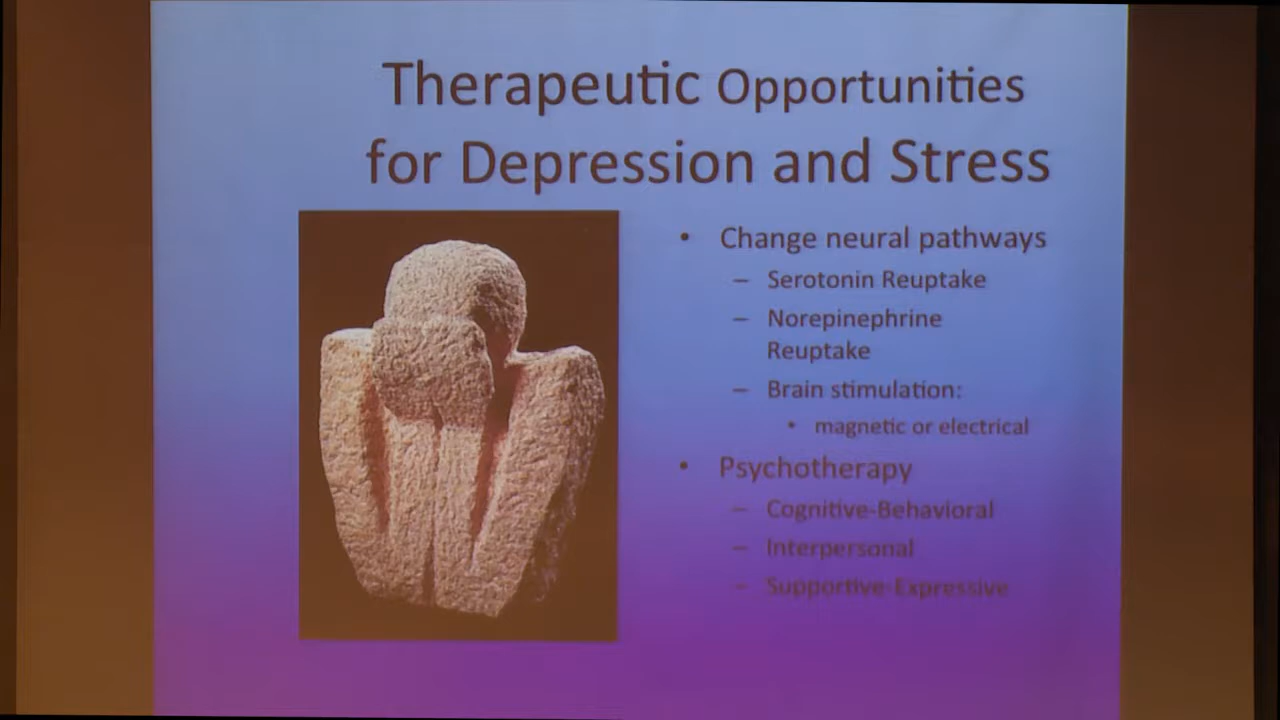 Therapeutic Opportunities
for Depression and Stress
• Change neural pathways
– Serotonin Reuptake
– Norepinephrine
Reuptake
– Brain stimulation:
• magnetic or electrical
• Psychotherapy
– Cognitive-Behavioral
– Interpersonal
– Supportive-Expressive